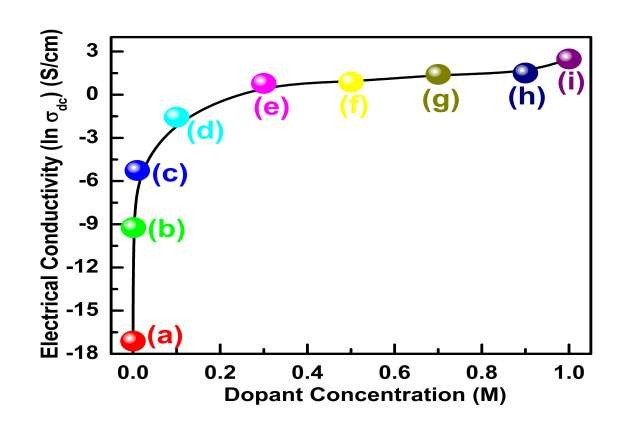 Electrical Conductivity (ln σdc) (S/cm)
3
0
-3
-6
-9
-12
-15
-18
(a)
(b)
(c)
(d)
(e)
(f)
(g)
(h)
(i)
0.0 0.2 0.4 0.6 0.8 1.0
Dopant Concentration (M)